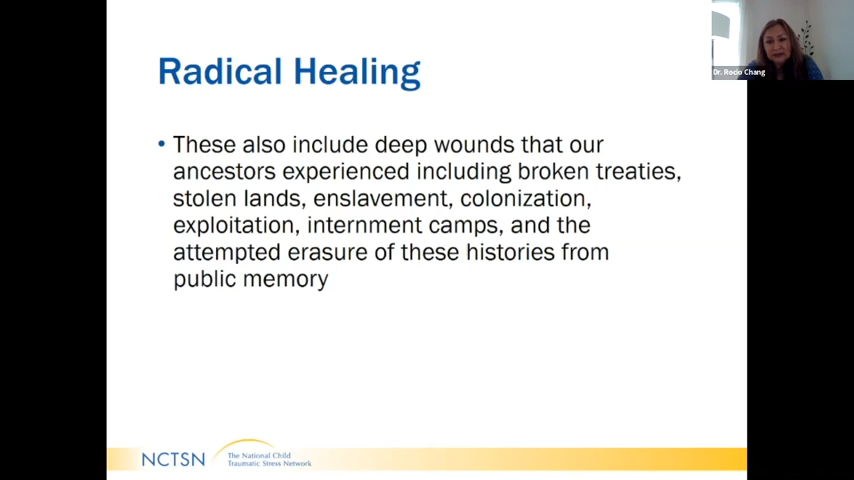 Radical Healing
Dr. Rocio Chang
• These also include deep wounds that our
ancestors experienced including broken treaties,
stolen lands, enslavement, colonization,
exploitation, internment camps, and the
attempted erasure of these histories from
public memory
NCTSN
The National Child
Traumatic Stress Network